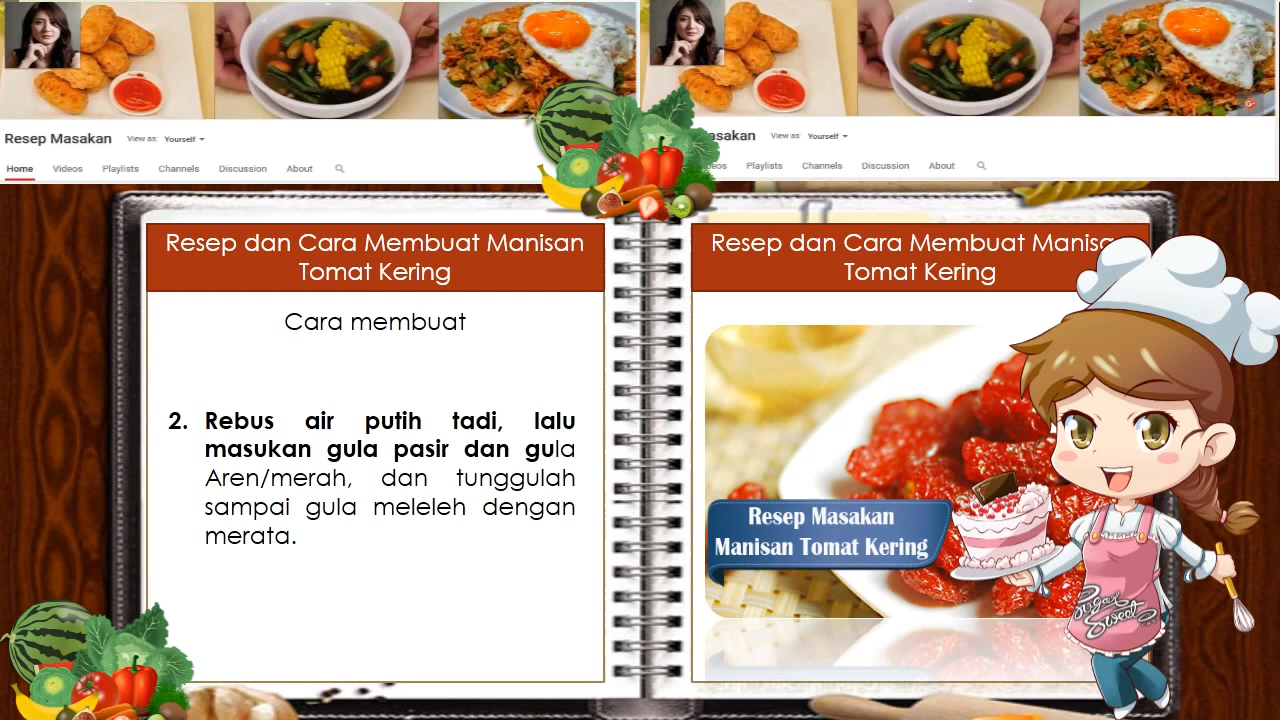 Resep Masakan View as: Yourself
Home Videos Playlists Channels Discussion About
asakan View as: Yourself
eos Playlists Channels Discussion About
Resep dan Cara Membuat Manisan
Tomat Kering
Cara membuat
2. Rebus air putih tadi, lalu
masukan gula pasir dan gula
Aren/merah, dan tunggulah
sampai gula meleleh dengan
merata.
Resep dan Cara Membuat Manisa
Tomat Kering
Resep Masakan
Manisan Tomat Kering
Sugar
Sweet